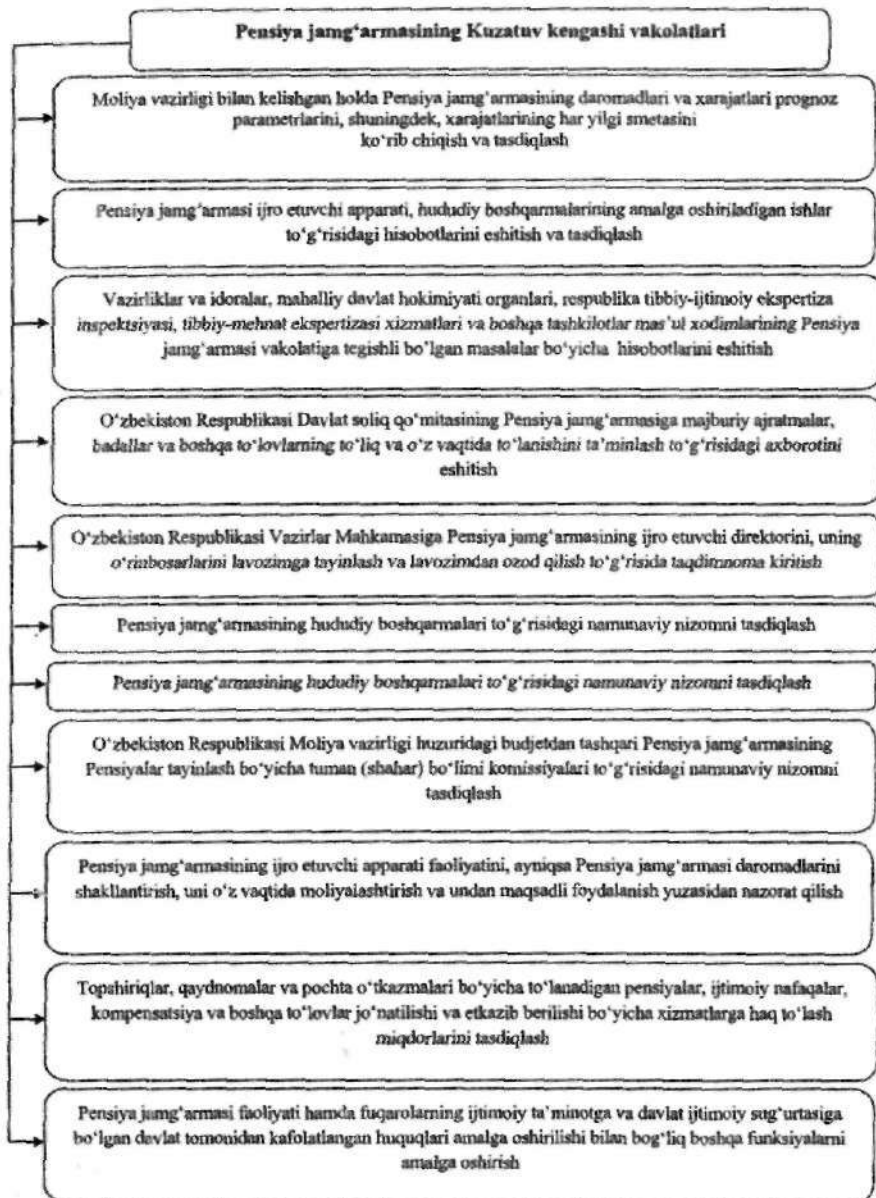 Pensiya jamg‘armasining Kuzatuv kengashi vakolatlari
Moliya vazirligi bilan kelishgan holda Pensiya jamg‘armasining daromadlari va xarajatlari prognoz
parametrlarini, shuningdek, xarajatlarining har yilgi smetasini
ko‘rib chiqish va tasdiqlash
Pensiya jamg‘armasi ijro etuvchi apparati, hududiy boshqarmalarining amalga oshiriladigan ishlar
to‘g‘risidagi hisobotlarini eshitish va tasdiqlash
Vazirliklar va idoralar, mahalliy davlat hokimiyati organlari, respublika tibbiy-ijtimoiy ekspertiza
inspektsiyasi, tibbiy-mehnat ekspertizasi xizmatlari va boshqa tashkilotlar mas’ul xodimlarining Pensiya
jamg‘armasi vakolatiga tegishli bo‘lgan masalalar bo‘yicha hisobotlarini eshitish
O‘zbekiston Respublikasi Davlat soliq qo‘mitasining Pensiya jamg‘armasiga majburiy ajratmalar,
badallar va boshqa to‘lovlarning to‘liq va o‘z vaqtida to‘lanishini ta’minlash to‘g‘risidagi axborotini
eshitish
O‘zbekiston Respublikasi Vazirlar Mahkamasiga Pensiya jamg‘armasining ijro etuvchi direktorini, uning
o‘rinbosarlarini lavozimga tayinlash va lavozimdan ozod qilish to‘g‘risida taqdimnoma kiritish
Pensiya jamg‘armasining hududiy boshqarmalari to‘g‘risidagi namunaviy nizomni tasdiqlash
Pensiya jamg‘armasining hududiy boshqarmalari to‘g‘risidagi namunaviy nizomni tasdiqlash
O‘zbekiston Respublikasi Moliya vazirligi huzuridagi budjetdan tashqari Pensiya jamg‘armasining
Pensiyalar tayinlash bo‘yicha tuman (shahar) bo‘limi komissiyalari to‘g‘risidagi namunaviy nizomni
tasdiqlash
Pensiya jamg‘armasining ijro etuvchi apparati faoliyatini, ayniqsa Pensiya jamg‘armasi daromadlarini
shakllantirish, uni o‘z vaqtida moliyalashtirish va undan maqsadli foydalanish yuzasidan nazorat qilish
Topshiriqlar, qaydnomalar va pochta o‘tkazmalari bo‘yicha to‘lanadigan pensiyalar, ijtimoiy nafaqalar,
kompensatsiya va boshqa to‘lovlar jo‘natilishi va etkazib berilishi bo‘yicha xizmatlarga haq to‘lash
miqdorlarini tasdiqlash
Pensiya jamg‘armasi faoliyati hamda fuqarolarning ijtimoiy ta’minotga va davlat ijtimoiy sug‘urtasiga
bo‘lgan davlat tomonidan kafolatlangan huquqlari amalga oshirilishi bilan bog‘liq boshqa funksiyalarni
amalga oshirish